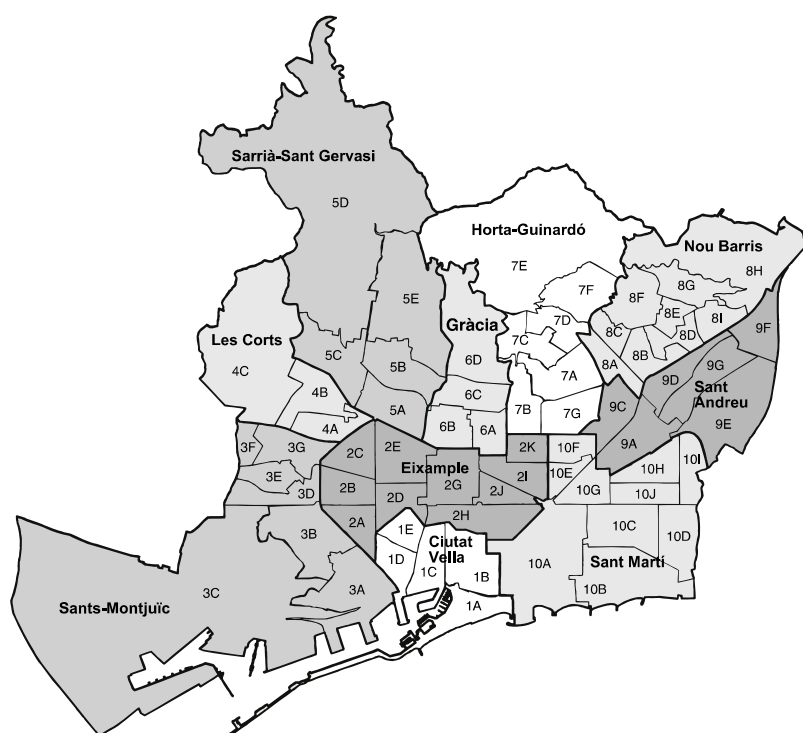 Sarrià-Sant Gervasi
5D
Horta-Guinardó
7E
Nou Barris
8H
8G
7F
8F
5E
8E
8I
9F
Gràcia
7D
8C
8D
Les Corts
7C
5C
8B
6D
5B
9G
8A
4C
7A
9D
Sant
Andreu
4B
6C
5A
7B
7G
9C
4A
6B
6A
9E
3F
3G
2C
2E
2K
10F
9A
Eixample
3E
10E
10H
10I
2I
3D
2B
2D
2G
2J
10G
10J
2A
2H
1E
10C
3B
Ciutat
Vella
10D
1D
10A
Sant Martí
1C
1B
Sants-Montjuïc
3C
3A
10B
1A